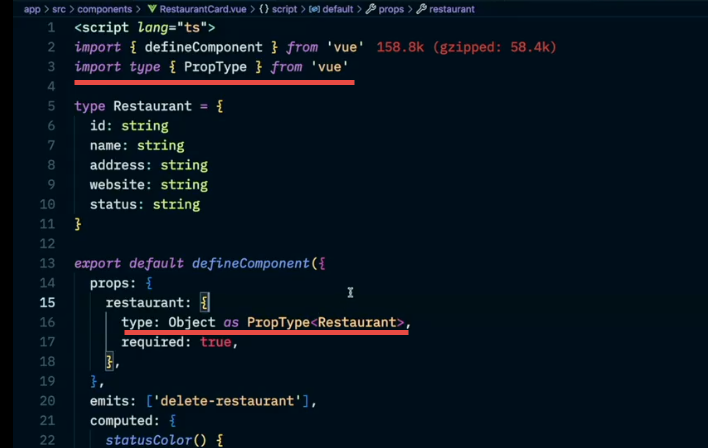 app > src > components > RestaurantCard.vue > {} script > default > props > restaurant
1 <script lang="ts">
2 import { defineComponent } from 'vue' 158.8k (gzipped: 58.4k)
3 import type { PropType } from 'vue'
4
5 type Restaurant = {
6 id: string
7 name: string
8 address: string
9 website: string
10 status: string
11 }
12
13 export default defineComponent({
14 props: {
15 restaurant: {
16 type: Object as PropType<Restaurant>,
17 required: true,
18 },
19 },
20 emits: ['delete-restaurant'],
21 computed: {
22 statusColor() {